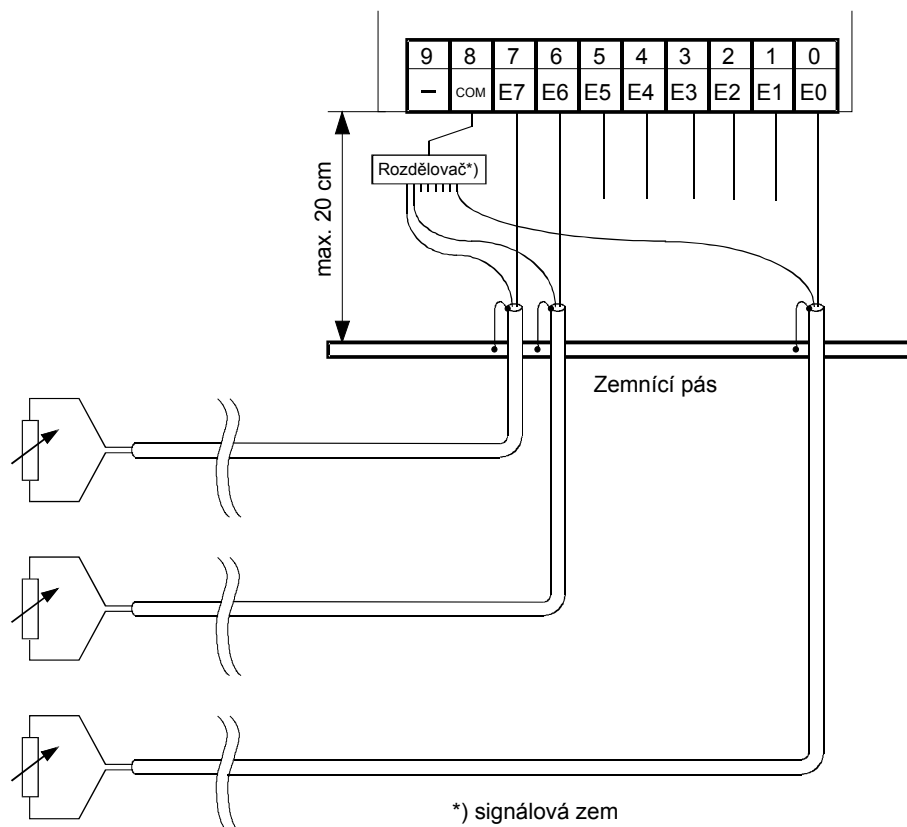 9 8 7 6 5 4 3 2 1 0
– COM E7 E6 E5 E4 E3 E2 E1 E0
Rozdělovač*)
max. 20 cm
Zemnící pás
*) signálová zem